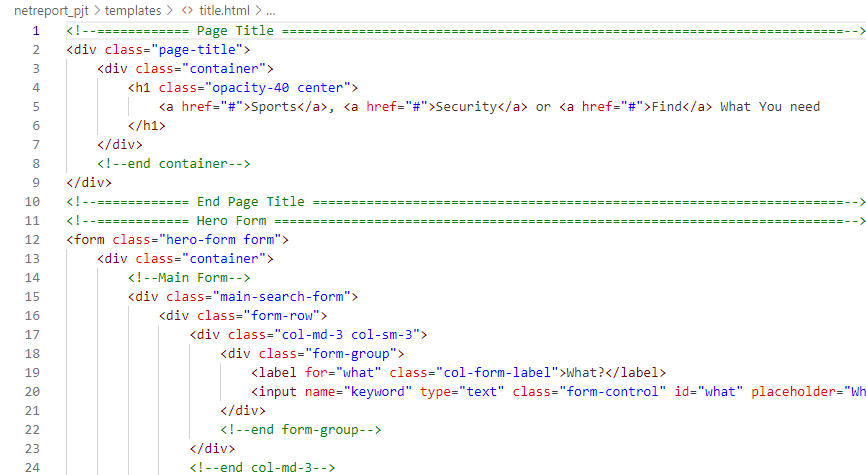 netreport_pjt > templates > <> title.html > ...
1 <!--============ Page Title ==========================================================================-->
2 <div class="page-title">
3 <div class="container">
4 <h1 class="opacity-40 center">
5 <a href="#">Sports</a>, <a href="#">Security</a> or <a href="#">Find</a> What You need
6 </h1>
7 </div>
8 <!--end container-->
9 </div>
10 <!--============ End Page Title ======================================================================-->
11 <!--============ Hero Form ===========================================================================-->
12 <form class="hero-form form">
13 <div class="container">
14 <!--Main Form-->
15 <div class="main-search-form">
16 <div class="form-row">
17 <div class="col-md-3 col-sm-3">
18 <div class="form-group">
19 <label for="what" class="col-form-label">What?</label>
20 <input name="keyword" type="text" class="form-control" id="what" placeholder="Wh
21 </div>
22 <!--end form-group-->
23 </div>
24 <!--end col-md-3-->